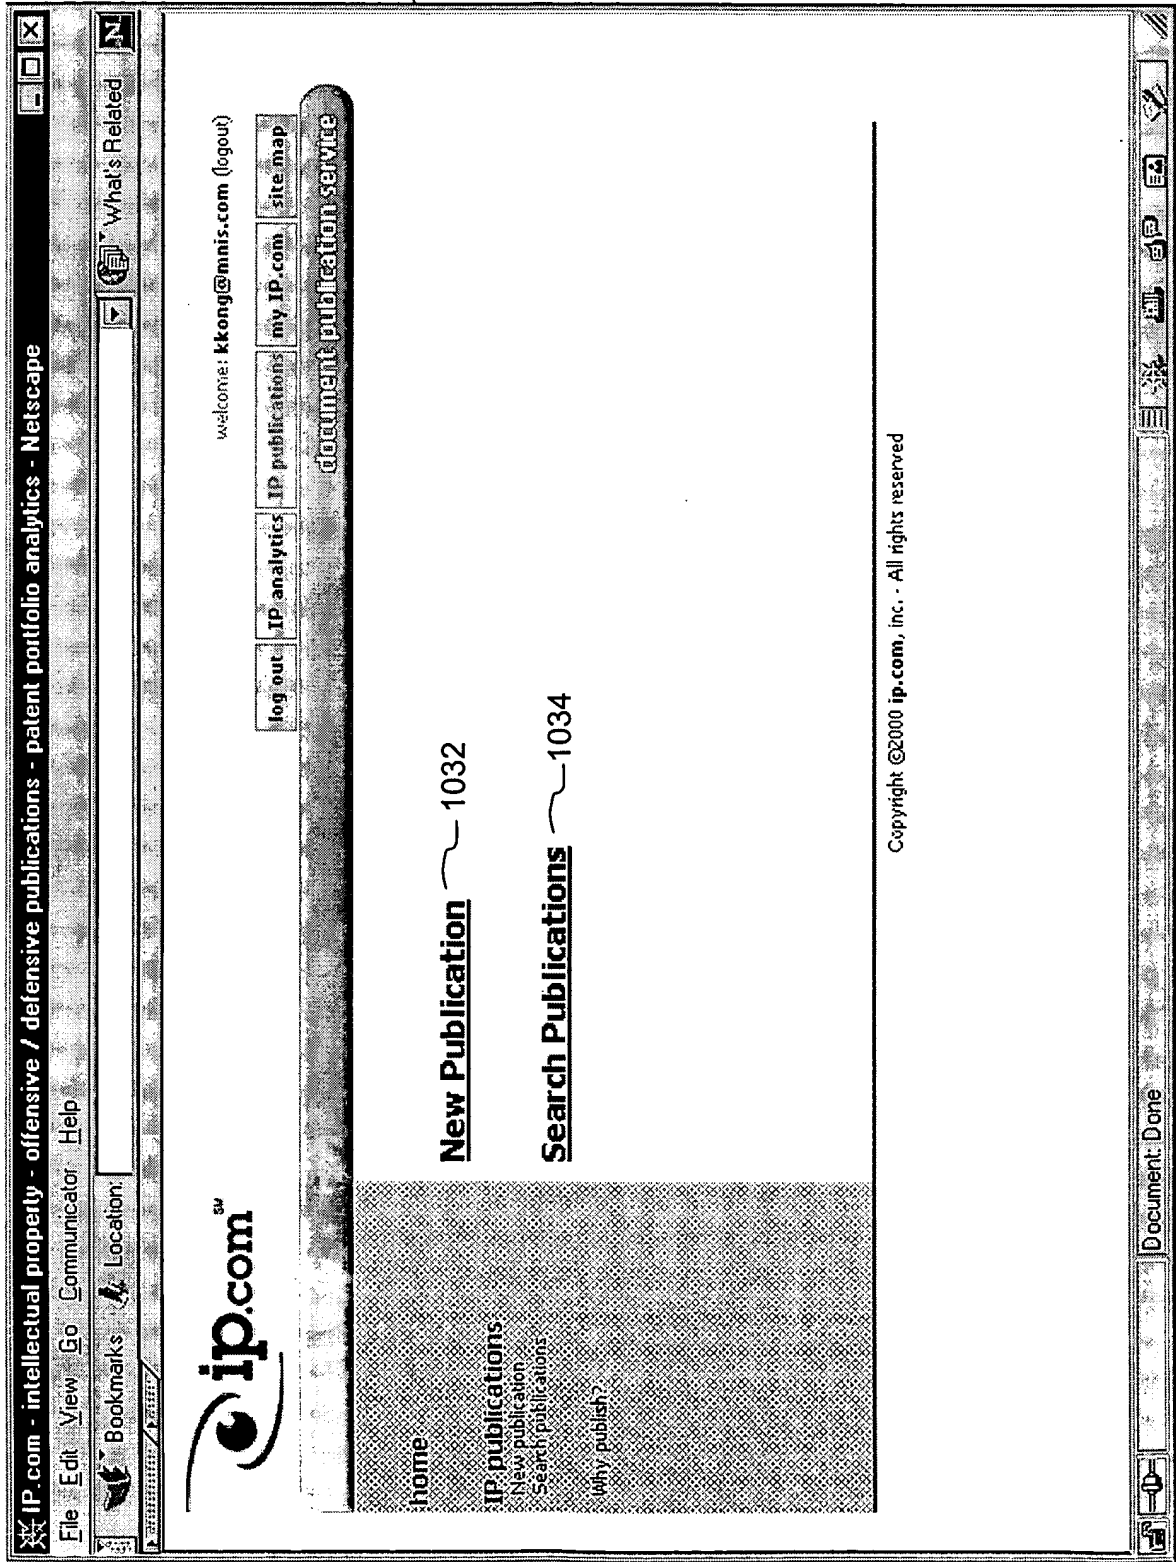 IP.com - intellectual property - offensive / defensive publications - patent portfolio analytics - Netscape
File Edit View Go Communicator Help
Bookmarks Location: What's Related N
ip.com SM
welcome: kkong@mnis.com (logout)
log out IP analytics IP publications my IP.com site map
document publication service
home
IP publications
New publication
Search publications
Why publish?
New Publication 1032
Search Publications 1034
Copyright ©2000 ip.com, inc. - All rights reserved
Document: Done